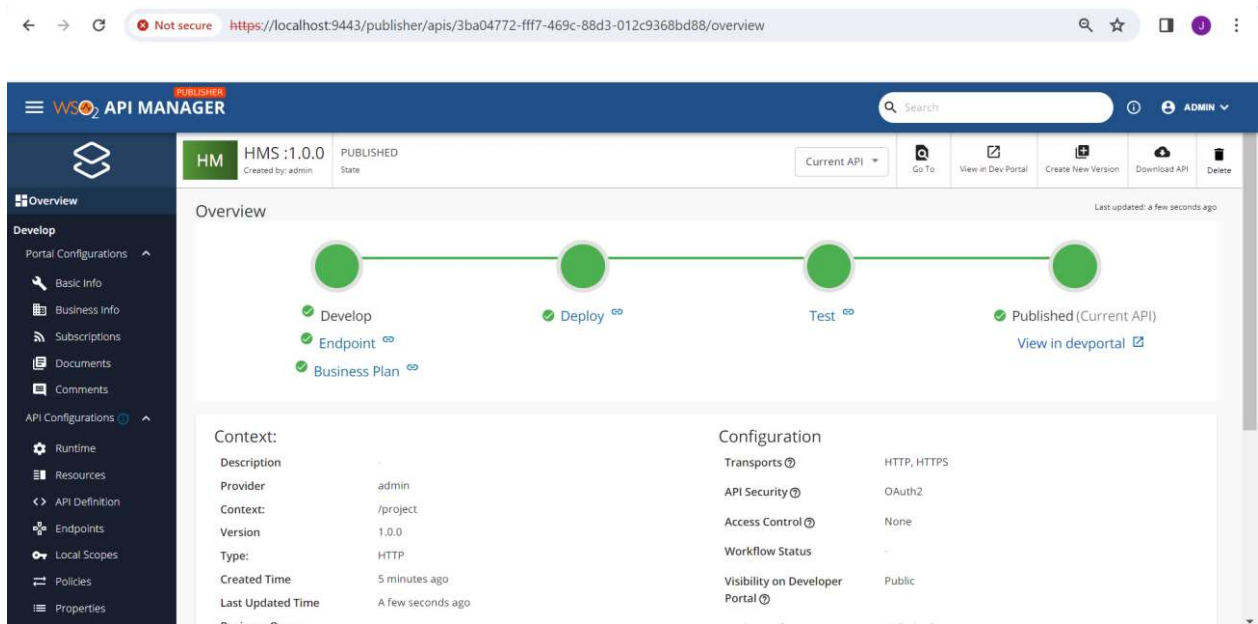 Not secure https://localhost:9443/publisher/apis/3ba04772-fff7-469c-88d3-012c9368bd88/overview
J
PUBLISHER
WSO2 API MANAGER
Search
ADMIN
HM
HMS :1.0.0
Created by: admin
PUBLISHED
State
Current API
Go To
View in Dev Portal
Create New Version
Download API
Delete
Overview
Develop
Portal Configurations
Basic Info
Business Info
Subscriptions
Documents
Comments
API Configurations
Runtime
Resources
API Definition
Endpoints
Local Scopes
Policies
Properties
Overview
Last updated: a few seconds ago
Develop
Endpoint
Business Plan
Deploy
Test
Published (Current API)
View in devportal
Context:
Description -
Provider admin
Context: /project
Version 1.0.0
Type: HTTP
Created Time 5 minutes ago
Last Updated Time A few seconds ago
Configuration
Transports HTTP, HTTPS
API Security OAuth2
Access Control None
Workflow Status -
Visibility on Developer Public
Portal